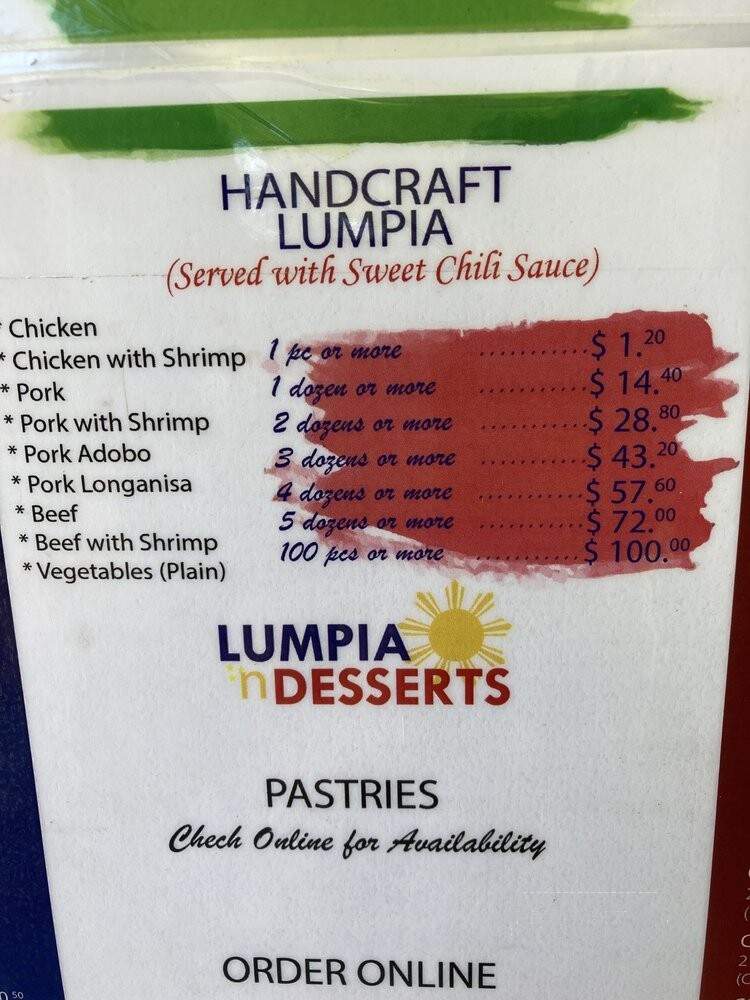 HANDCRAFT
LUMPIA
(Served with Sweet Chili Sauce)
* Chicken
* Chicken with Shrimp
* Pork
* Pork with Shrimp
* Pork Adobo
* Pork Longanisa
* Beef
* Beef with Shrimp
* Vegetables (Plain)
1 pc or more ........... $ 1.20
1 dozen or more ........... $ 14.40
2 dozens or more ........... $ 28.80
3 dozens or more ........... $ 43.20
4 dozens or more ........... $ 57.60
5 dozens or more ........... $ 72.00
100 pcs or more ........... $ 100.00
LUMPIA
'n DESSERTS
PASTRIES
Chech Online for Availability
ORDER ONLINE